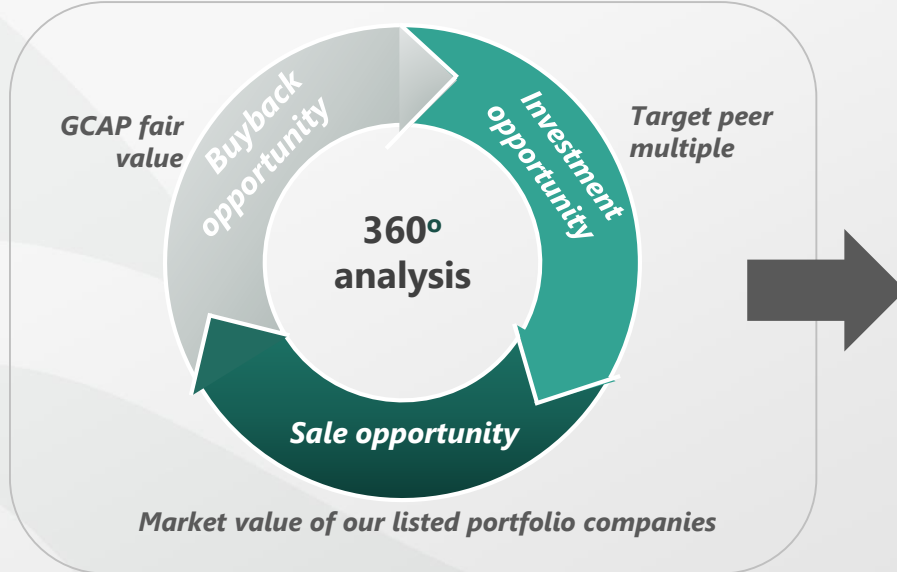 GCAP fair
value
Buyback
opportunity
Investment
opportunity
Target peer
multiple
360º
analysis
Sale opportunity
Market value of our listed portfolio companies